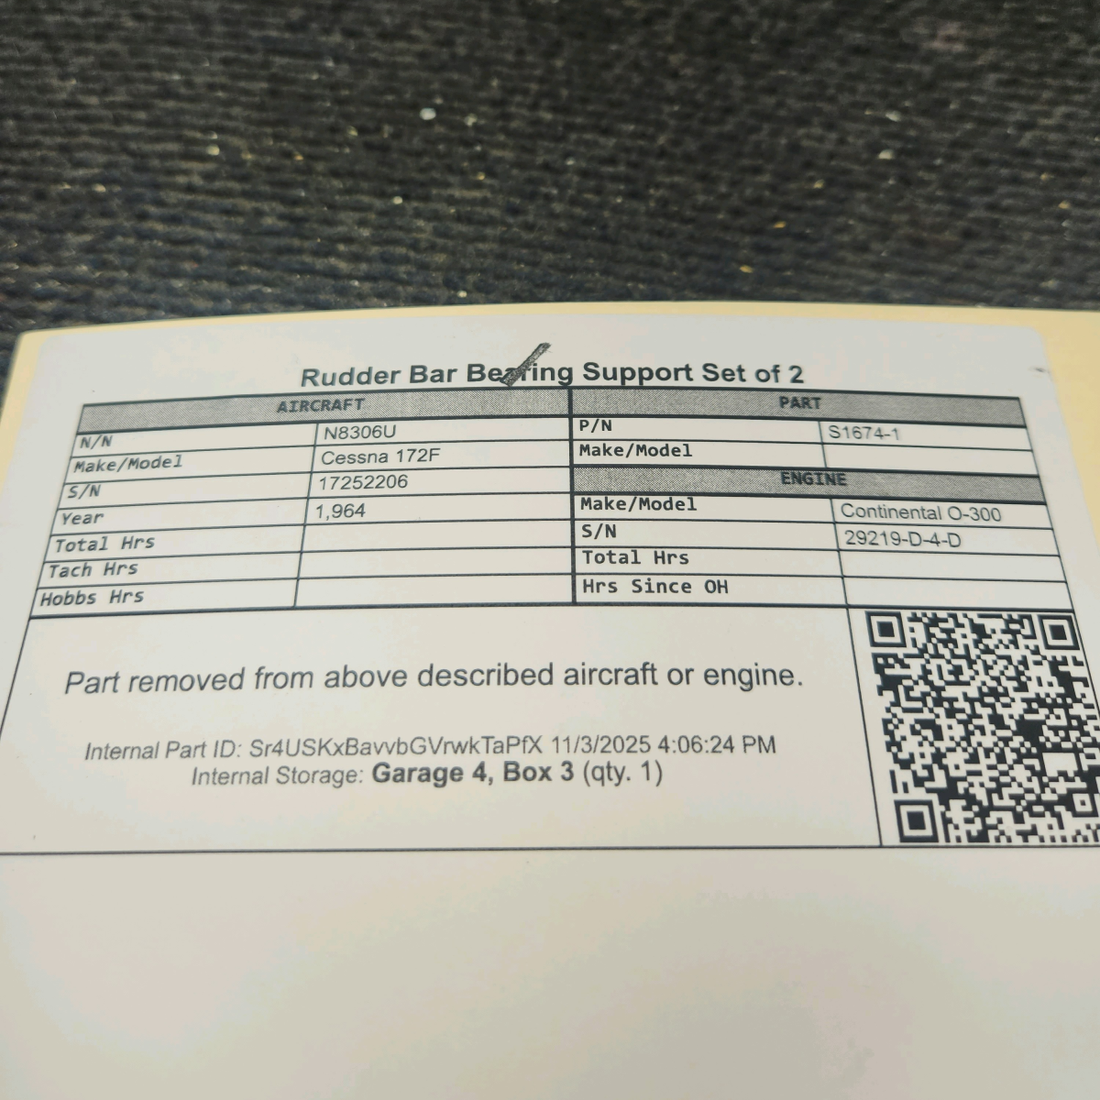 Rudder Bar Bearing Support Set of 2
AIRCRAFT
N/N N8306U
Make/Model Cessna 172F
S/N 17252206
Year 1,964
Total Hrs
Tach Hrs
Hobbs Hrs
PART
P/N S1674-1
Make/Model
ENGINE
Make/Model Continental O-300
S/N 29219-D-4-D
Total Hrs
Hrs Since OH
Part removed from above described aircraft or engine.
Internal Part ID: Sr4USKxBavvbGVrwkTaPfX 11/3/2025 4:06:24 PM
Internal Storage: Garage 4, Box 3 (qty. 1)